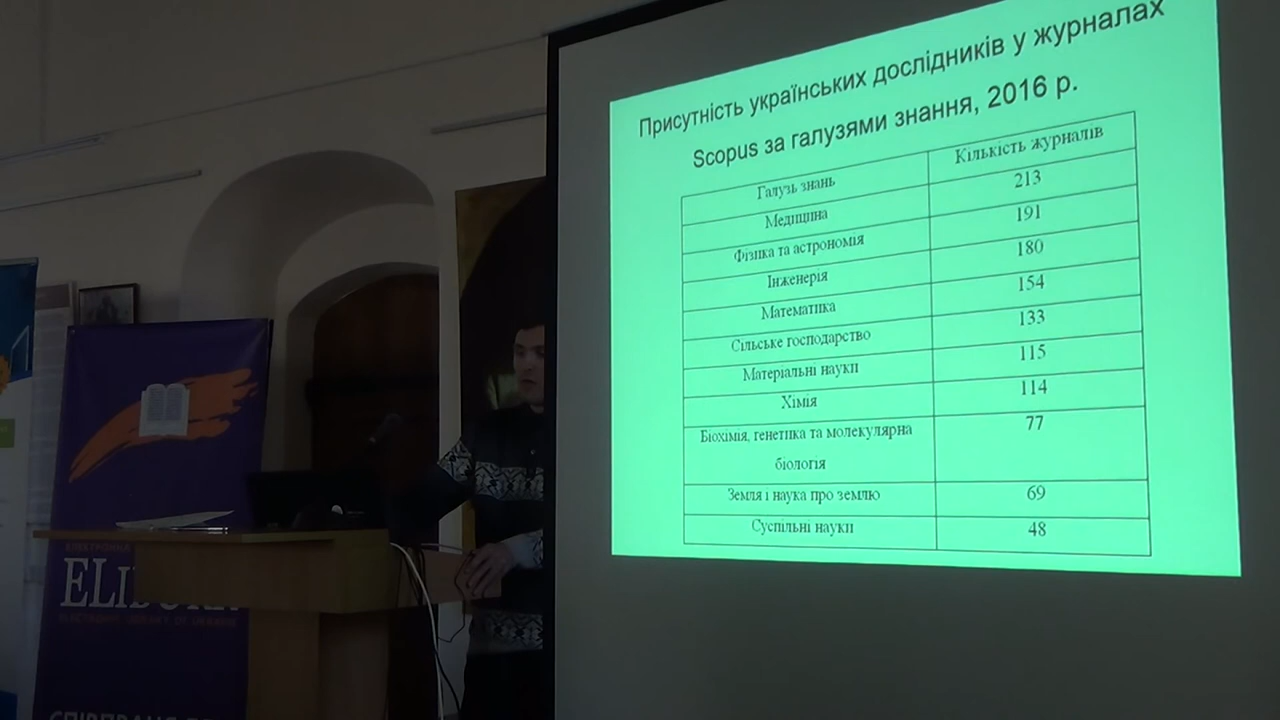 Присутність українських дослідників у журналах
Scopus за галузями знання, 2016 р.
Галузь знань Кількість журналів
Медицина 213
Фізика та астрономія 191
Інженерія 180
Математика 154
Сільське господарство 133
Матеріальні науки 115
Хімія 114
Біохімія, генетика та молекулярна 77
біологія
Земля і наука про землю 69
Суспільні науки 48